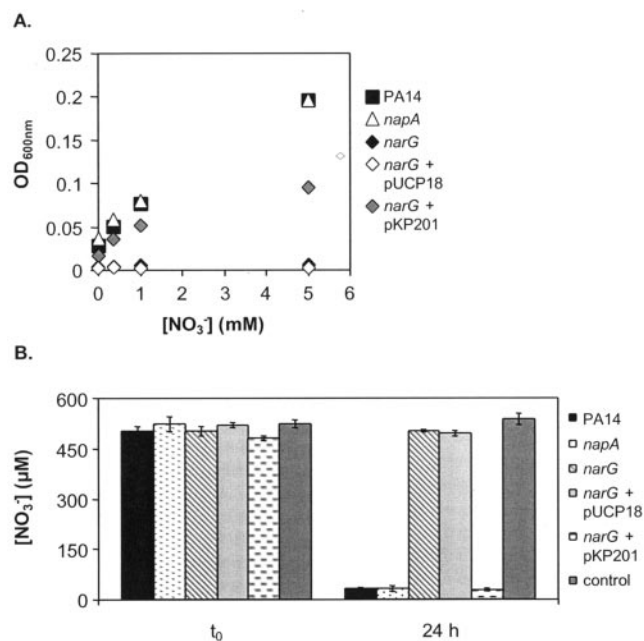 A.
OD600nm
0.25
0.2
0.15
0.1
0.05
0
0 1 2 3 4 5 6
[NO3-] (mM)
PA14
napA
narG
narG +
pUCP18
narG +
pKP201
B.
[NO3-] (µM)
600
450
300
150
0
t0 24 h
PA14
napA
narG
narG +
pUCP18
narG +
pKP201
control